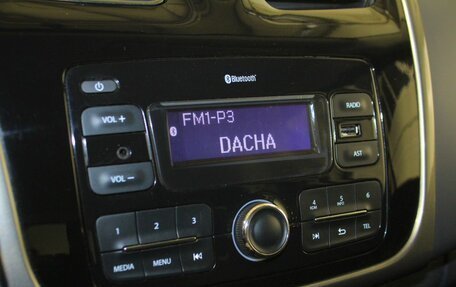 Bluetooth
VOL +
FM1-P3
DACHA
RADIO
AST
VOL −
1 2 3
4 5 6
MEDIA MENU
TEL